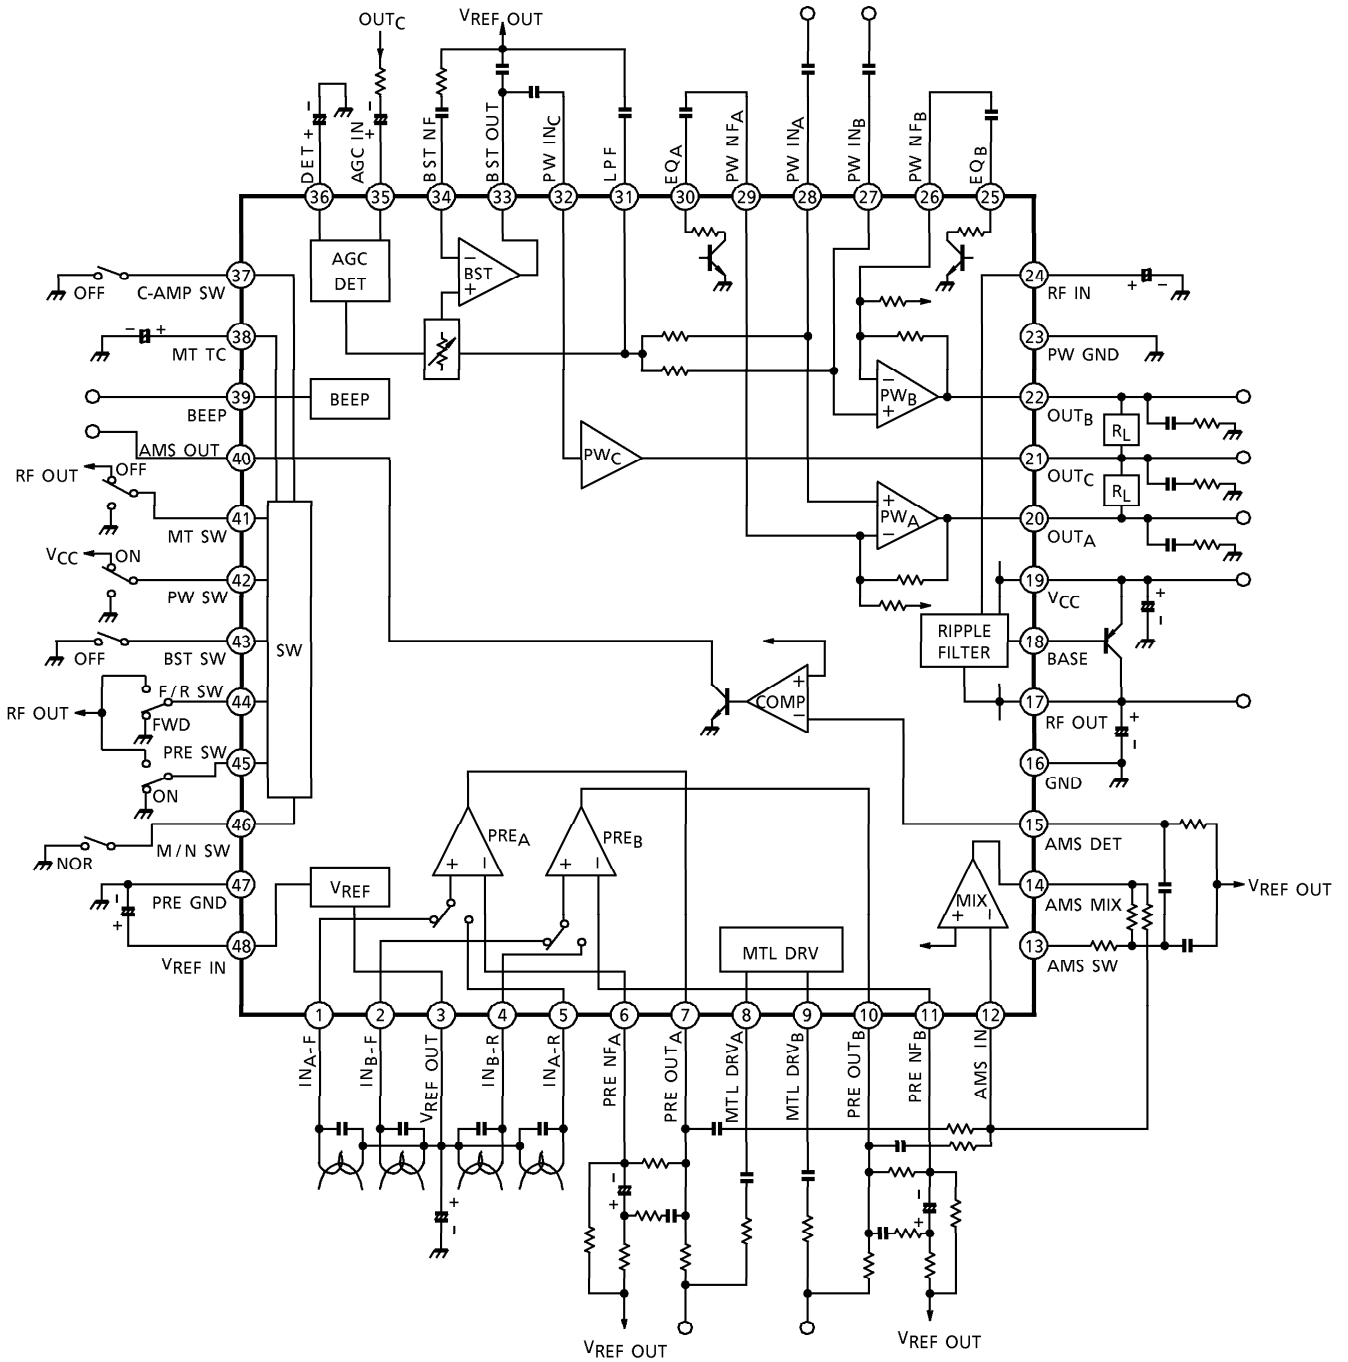 OUTC
VREF OUT
DET
AGC IN
BST NF
BST OUT
PW INC
LPF
EQA
PW NFA
PW INA
PW INB
PW NFB
EQB
36
35
34
33
32
31
30
29
28
27
26
25
AGC
DET
BST
- +
37
OFF
C-AMP SW
38
- +
MT TC
39
BEEP
BEEP
AMS OUT
40
RF OUT
OFF
41
MT SW
VCC
ON
42
PW SW
43
OFF
BST SW
SW
44
F/R SW
RF OUT
FWD
PRE SW
45
ON
46
NOR
M/N SW
47
PRE GND
VREF
48
VREF IN
24
+ -
RF IN
23
PW GND
PWB
- +
22
OUTB
RL
PWC
21
OUTC
RL
PWA
+ -
20
OUTA
19
VCC
RIPPLE
FILTER
18
BASE
COMP
+ -
17
RF OUT
16
GND
15
AMS DET
PREA
PREB
+ -
+ -
MIX
+ -
14
AMS MIX
VREF OUT
13
AMS SW
MTL DRV
1
2
3
4
5
6
7
8
9
10
11
12
INA-F
INB-F
VREF OUT
INB-R
INA-R
PRE NFA
PRE OUTA
MTL DRVA
MTL DRVB
PRE OUTB
PRE NFB
AMS IN
VREF OUT
VREF OUT